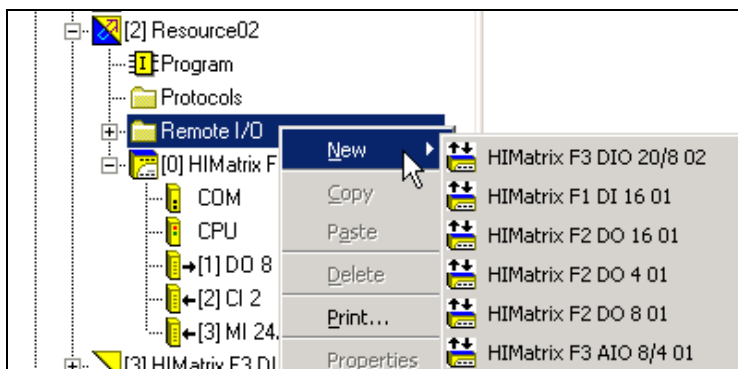 [2] Resource02
Program
Protocols
Remote I/O
[0] HIMatrix F
COM
CPU
[1] DO 8
[2] CI 2
[3] MI 24.
[3] HIMatrix F3 DI
New
Copy
Paste
Delete
Print...
Properties
HIMatrix F3 DIO 20/8 02
HIMatrix F1 DI 16 01
HIMatrix F2 DO 16 01
HIMatrix F2 DO 4 01
HIMatrix F2 DO 8 01
HIMatrix F3 AIO 8/4 01